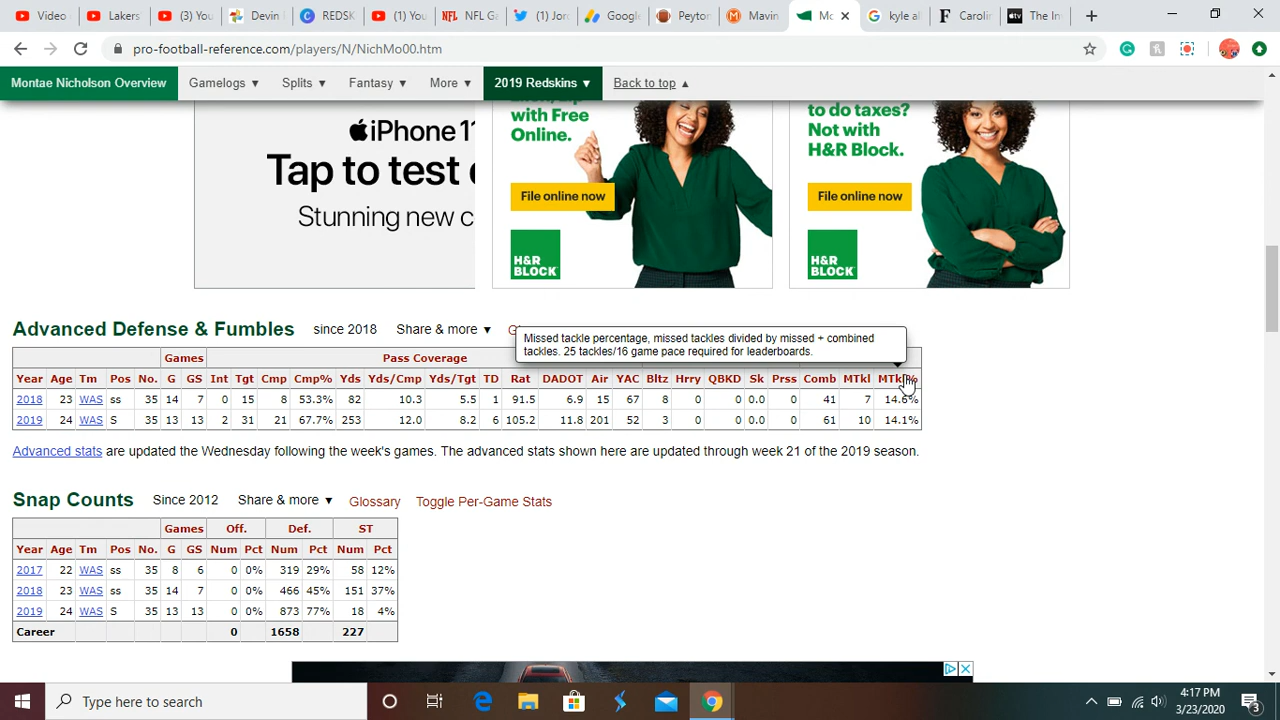 Video
Lakers
(3) You
Devin
REDSK
(1) You
NFL G
(1) Jor
Google
Peyton
Mavin
Mo
kyle al
Carolin
The In
pro-football-reference.com/players/N/NichMo00.htm
Montae Nicholson Overview Gamelogs ▼ Splits ▼ Fantasy ▼ More ▼ 2019 Redskins ▼ Back to top ▲
iPhone 11
Tap to test
Stunning new c
with Free
Online.
File online now
H&R
BLOCK
to do taxes?
Not with
H&R Block.
File online now
H&R
BLOCK
Advanced Defense & Fumbles since 2018 Share & more ▼
Missed tackle percentage, missed tackles divided by missed + combined
tackles. 25 tackles/16 game pace required for leaderboards.
Games Pass Coverage
Year Age Tm Pos No. G GS Int Tgt Cmp Cmp% Yds Yds/Cmp Yds/Tgt TD Rat DADOT Air YAC Bltz Hrry QBKD Sk Prss Comb MTkl MTkl%
2018 23 WAS ss 35 14 7 0 15 8 53.3% 82 10.3 5.5 1 91.5 6.9 15 67 8 0 0 0.0 0 41 7 14.6%
2019 24 WAS S 35 13 13 2 31 21 67.7% 253 12.0 8.2 6 105.2 11.8 201 52 3 0 0 0.0 0 61 10 14.1%
Advanced stats are updated the Wednesday following the week's games. The advanced stats shown here are updated through week 21 of the 2019 season.
Snap Counts Since 2012 Share & more ▼ Glossary Toggle Per-Game Stats
Games Off. Def. ST
Year Age Tm Pos No. G GS Num Pct Num Pct Num Pct
2017 22 WAS ss 35 8 6 0 0% 319 29% 58 12%
2018 23 WAS ss 35 14 7 0 0% 466 45% 151 37%
2019 24 WAS S 35 13 13 0 0% 873 77% 18 4%
Career 0 1658 227
Type here to search
4:17 PM
3/23/2020
3